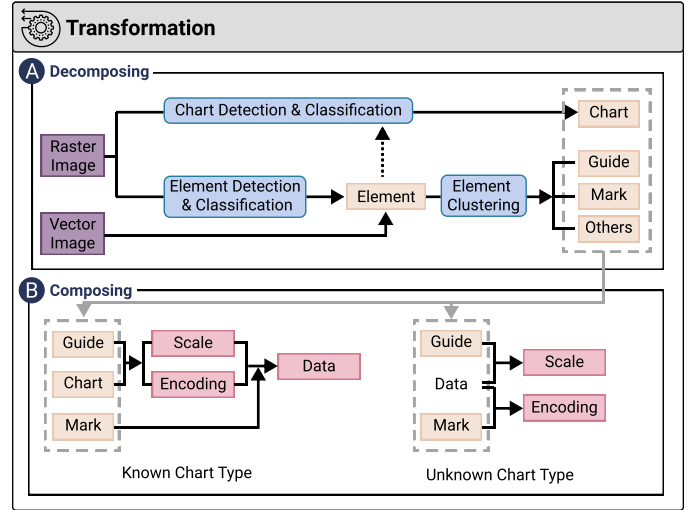 Transformation
A Decomposing
Chart Detection & Classification
Chart
Raster
Image
Guide
Element Detection
& Classification
Element
Element
Clustering
Mark
Vector
Image
Others
B Composing
Guide
Scale
Chart
Encoding
Data
Mark
Known Chart Type
Guide
Scale
Data
Encoding
Mark
Unknown Chart Type